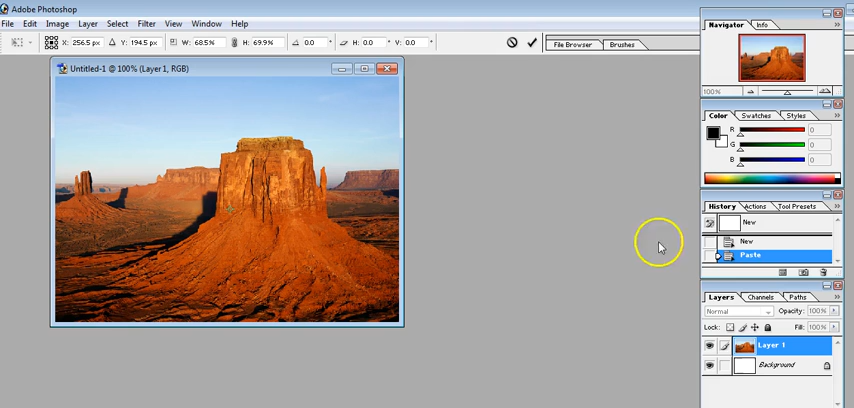 Adobe Photoshop
File Edit Image Layer Select Filter View Window Help
X: 256.5 px Y: 194.5 px W: 68.5% H: 69.9% 0.0 ° H: 0.0 ° V: 0.0 °
File Browser Brushes
Untitled-1 @ 100% (Layer 1, RGB)
Navigator Info
100%
Color Swatches Styles
R 0
G 0
B 0
History Actions Tool Presets
New
New
Paste
Layers Channels Paths
Normal Opacity: 100%
Lock: Fill: 100%
Layer 1
Background